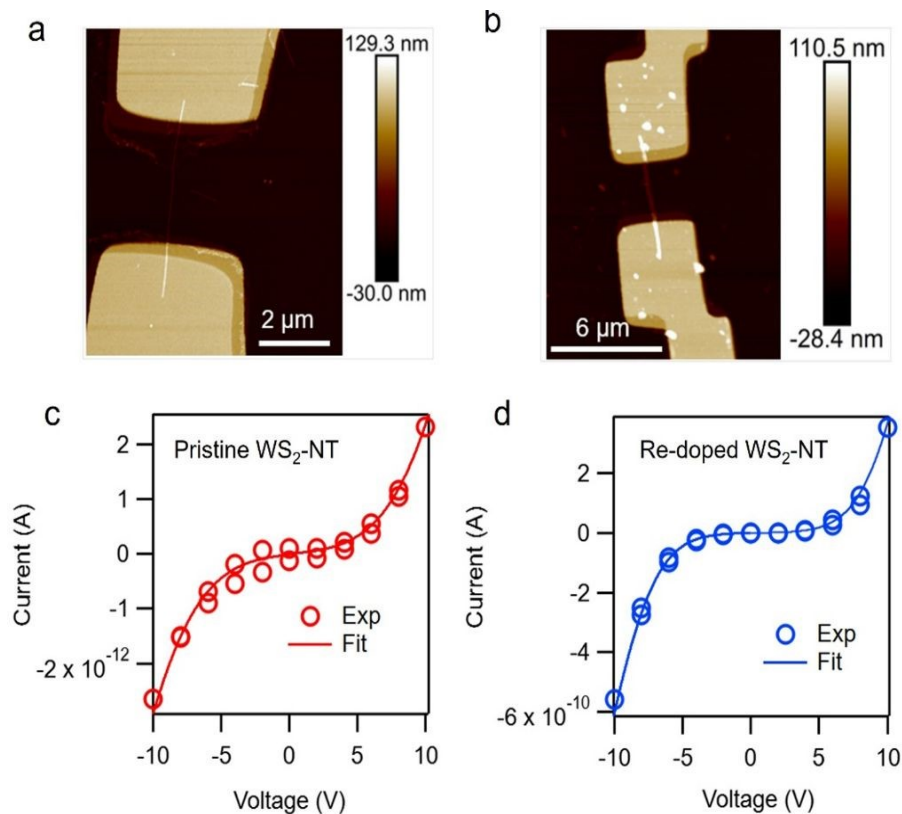 a
129.3 nm
-30.0 nm
2 µm
b
110.5 nm
-28.4 nm
6 µm
c
Pristine WS₂-NT
Current (A)
2
1
0
-1
-2 x 10⁻¹²
Exp
Fit
-10 -5 0 5 10
Voltage (V)
d
Re-doped WS₂-NT
Current (A)
2
0
-2
-4
-6 x 10⁻¹⁰
Exp
Fit
-10 -5 0 5 10
Voltage (V)